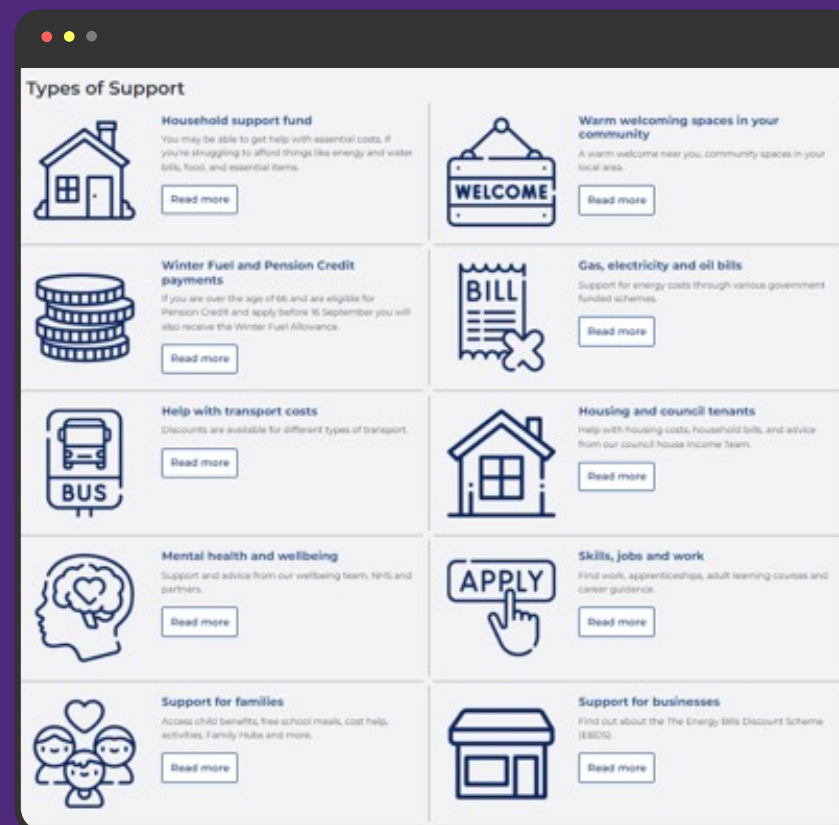 Types of Support
Household support fund
You may be able to get help with essential costs, if
you're struggling to afford things like energy and water
bills, food, and essential items.
Read more
WELCOME
Warm welcoming spaces in your
community
A warm welcome near you, community spaces in your
local area.
Read more
Winter Fuel and Pension Credit
payments
If you are over the age of 66 and are eligible for
Pension Credit and apply before 16 September you will
also receive the Winter Fuel Allowance.
Read more
BILL
Gas, electricity and oil bills
Support for energy costs through various government
funded schemes.
Read more
BUS
Help with transport costs
Discounts are available for different types of transport.
Read more
Housing and council tenants
Help with housing costs, household bills, and advice
from our council house Income Team.
Read more
Mental health and wellbeing
Support and advice from our wellbeing team, NHS and
partners.
Read more
APPLY
Skills, jobs and work
Find work, apprenticeships, adult learning courses and
career guidance.
Read more
Support for families
Access child benefits, free school meals, cost help,
activities, Family Hubs and more.
Read more
Support for businesses
Find out about the The Energy Bills Discount Scheme
(EBDS).
Read more